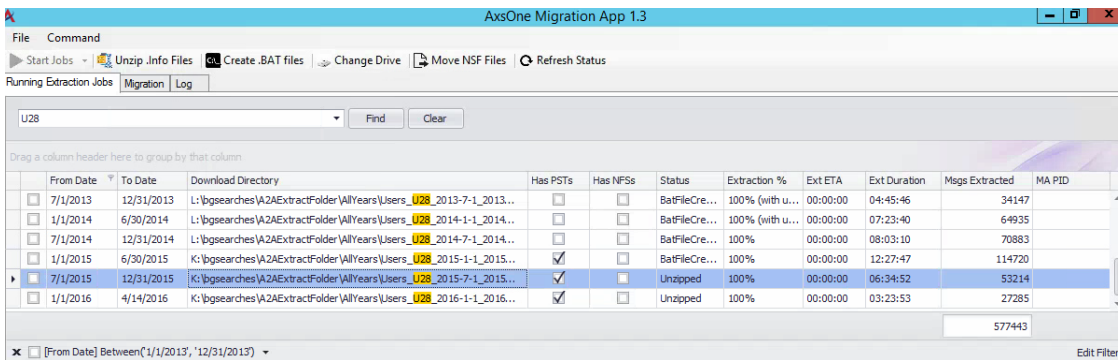 AxsOne Migration App 1.3
File Command
Start Jobs Unzip .Info Files Create .BAT files Change Drive Move NSF Files Refresh Status
Running Extraction Jobs Migration Log
U28 Find Clear
Drag a column header here to group by that column
From Date To Date Download Directory Has PSTs Has NFSs Status Extraction % Ext ETA Ext Duration Msgs Extracted MA PID
7/1/2013 12/31/2013 L:\bgsearches\A2AExtractFolder\AllYears\Users_U28_2013-7-1_2013... BatFileCre... 100% (with u... 00:00:00 04:45:46 34147
1/1/2014 6/30/2014 L:\bgsearches\A2AExtractFolder\AllYears\Users_U28_2014-1-1_2014... BatFileCre... 100% (with u... 00:00:00 07:23:40 64935
7/1/2014 12/31/2014 L:\bgsearches\A2AExtractFolder\AllYears\Users_U28_2014-7-1_2014... BatFileCre... 100% 00:00:00 08:03:10 70883
1/1/2015 6/30/2015 K:\bgsearches\A2AExtractFolder\AllYears\Users_U28_2015-1-1_2015... BatFileCre... 100% 00:00:00 12:27:47 114720
7/1/2015 12/31/2015 K:\bgsearches\A2AExtractFolder\AllYears\Users_U28_2015-7-1_2015... Unzipped 100% 00:00:00 06:34:52 53214
1/1/2016 4/14/2016 K:\bgsearches\A2AExtractFolder\AllYears\Users_U28_2016-1-1_2016... Unzipped 100% 00:00:00 03:23:53 27285
577443
[From Date] Between('1/1/2013', '12/31/2013') Edit Filter